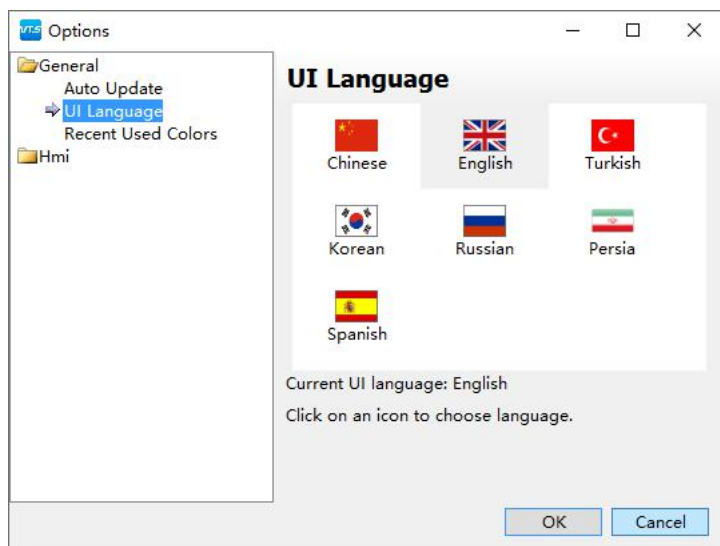 VTS Options
General
Auto Update
UI Language
Recent Used Colors
Hmi
UI Language
Chinese English Turkish
Korean Russian Persia
Spanish
Current UI language: English
Click on an icon to choose language.
OK Cancel